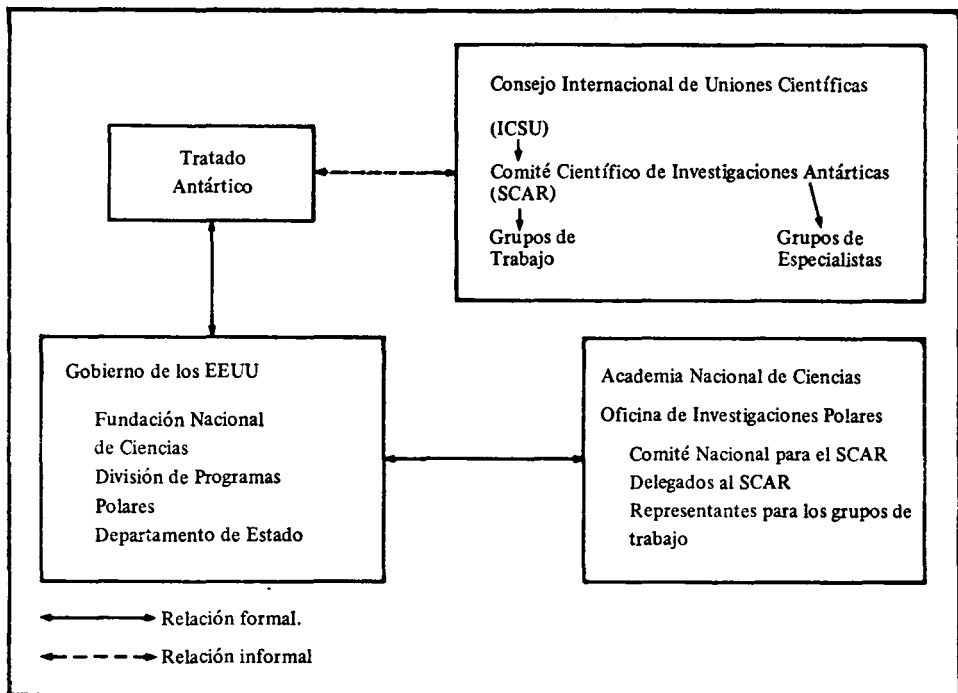 Consejo Internacional de Uniones Científicas
(ICSU)
Tratado
Antártico
Comité Científico de Investigaciones Antárticas
(SCAR)
Grupos de
Trabajo
Grupos de
Especialistas
Gobierno de los EEUU
Fundación Nacional
de Ciencias
División de Programas
Polares
Departamento de Estado
Academia Nacional de Ciencias
Oficina de Investigaciones Polares
Comité Nacional para el SCAR
Delegados al SCAR
Representantes para los grupos de
trabajo
Relación formal.
Relación informal